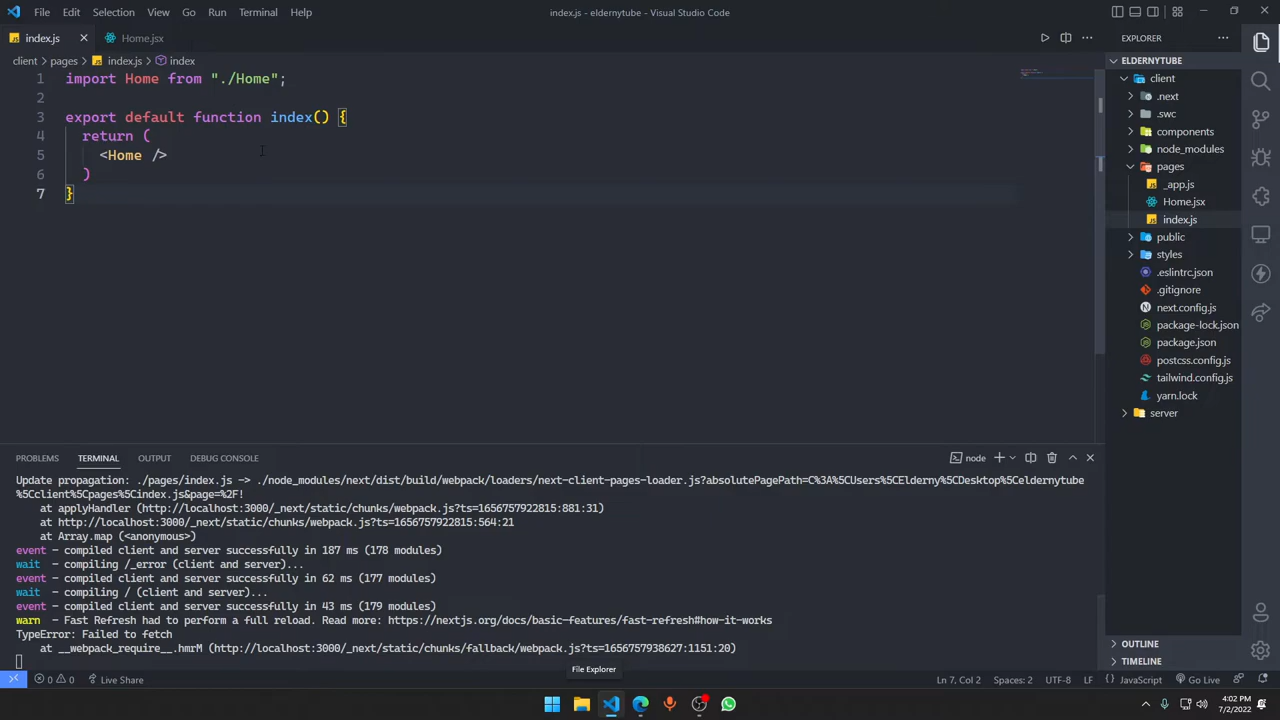 File Edit Selection View Go Run Terminal Help
index.js - eldernytube - Visual Studio Code
index.js
Home.jsx
client > pages > index.js > index
1 import Home from "./Home";
2
3 export default function index() {
4 return (
5 <Home />
6 )
7 }
EXPLORER
ELDERNYTUBE
client
.next
.swc
components
node_modules
pages
_app.js
Home.jsx
index.js
public
styles
.eslintrc.json
.gitignore
next.config.js
package-lock.json
package.json
postcss.config.js
tailwind.config.js
yarn.lock
server
OUTLINE
TIMELINE
PROBLEMS TERMINAL OUTPUT DEBUG CONSOLE
node
Update propagation: ./pages/index.js -> ./node_modules/next/dist/build/webpack/loaders/next-client-pages-loader.js?absolutePagePath=C%3A%5CUsers%5CElderny%5CDesktop%5Celdernytube
%5Cclient%5Cpages%5Cindex.js&page=%2F!
at applyHandler (http://localhost:3000/_next/static/chunks/webpack.js?ts=1656757922815:881:31)
at http://localhost:3000/_next/static/chunks/webpack.js?ts=1656757922815:564:21
at Array.map (<anonymous>)
event - compiled client and server successfully in 187 ms (178 modules)
wait - compiling /_error (client and server)...
event - compiled client and server successfully in 62 ms (177 modules)
wait - compiling / (client and server)...
event - compiled client and server successfully in 43 ms (179 modules)
warn - Fast Refresh had to perform a full reload. Read more: https://nextjs.org/docs/basic-features/fast-refresh#how-it-works
TypeError: Failed to fetch
at __webpack_require__.hmrM (http://localhost:3000/_next/static/chunks/fallback/webpack.js?ts=1656757938627:1151:20)
File Explorer
0 0 Live Share
Ln 7, Col 2 Spaces: 2 UTF-8 LF JavaScript Go Live
4:02 PM
7/2/2022